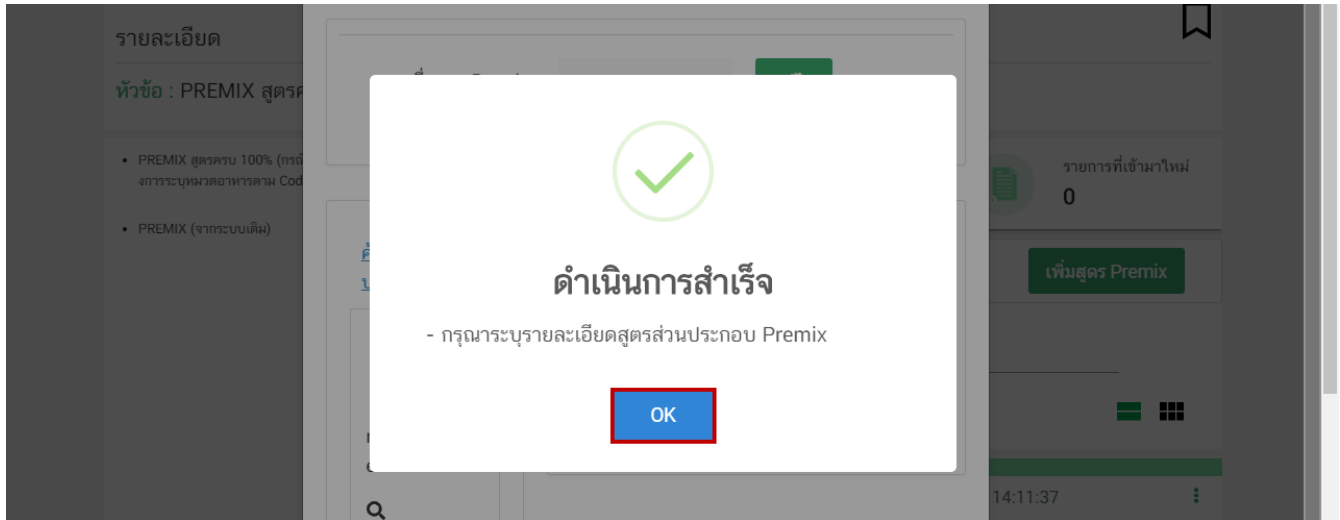 รายละเอียด
หัวข้อ : PREMIX สูตรค
PREMIX สูตรครบ 100% (กรณี
งการระบุหมวดอาหารตาม Cod
PREMIX (จากระบบเดิม)
รายการที่เข้ามาใหม่
0
เพิ่มสูตร Premix
ดำเนินการสำเร็จ
- กรุณาระบุรายละเอียดสูตรส่วนประกอบ Premix
OK
14:11:37